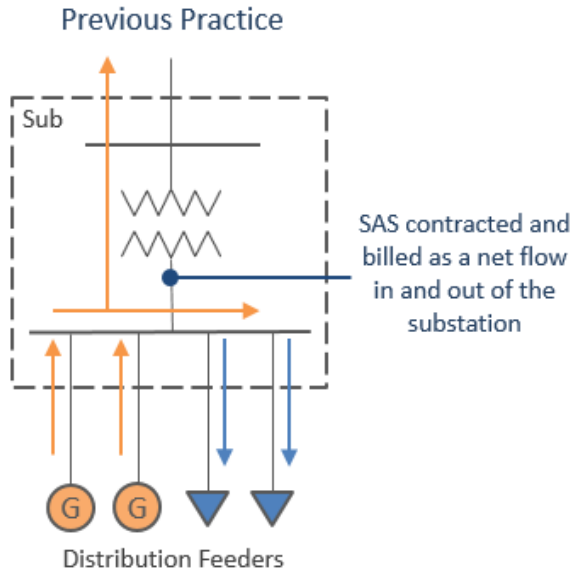 Previous Practice
Sub
SAS contracted and
billed as a net flow
in and out of the
substation
G G
Distribution Feeders